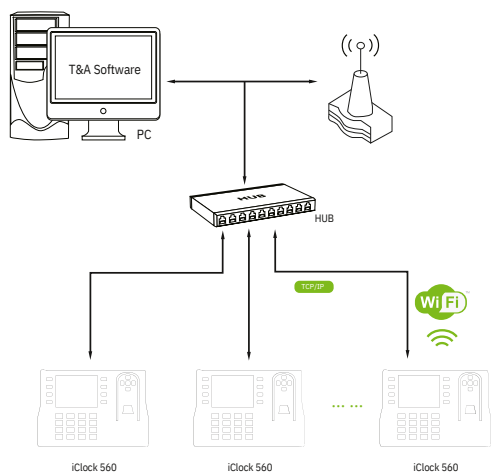 T&A Software
PC
HUB
HUB
TCP/IP
WiFi
iClock 560
iClock 560
iClock 560